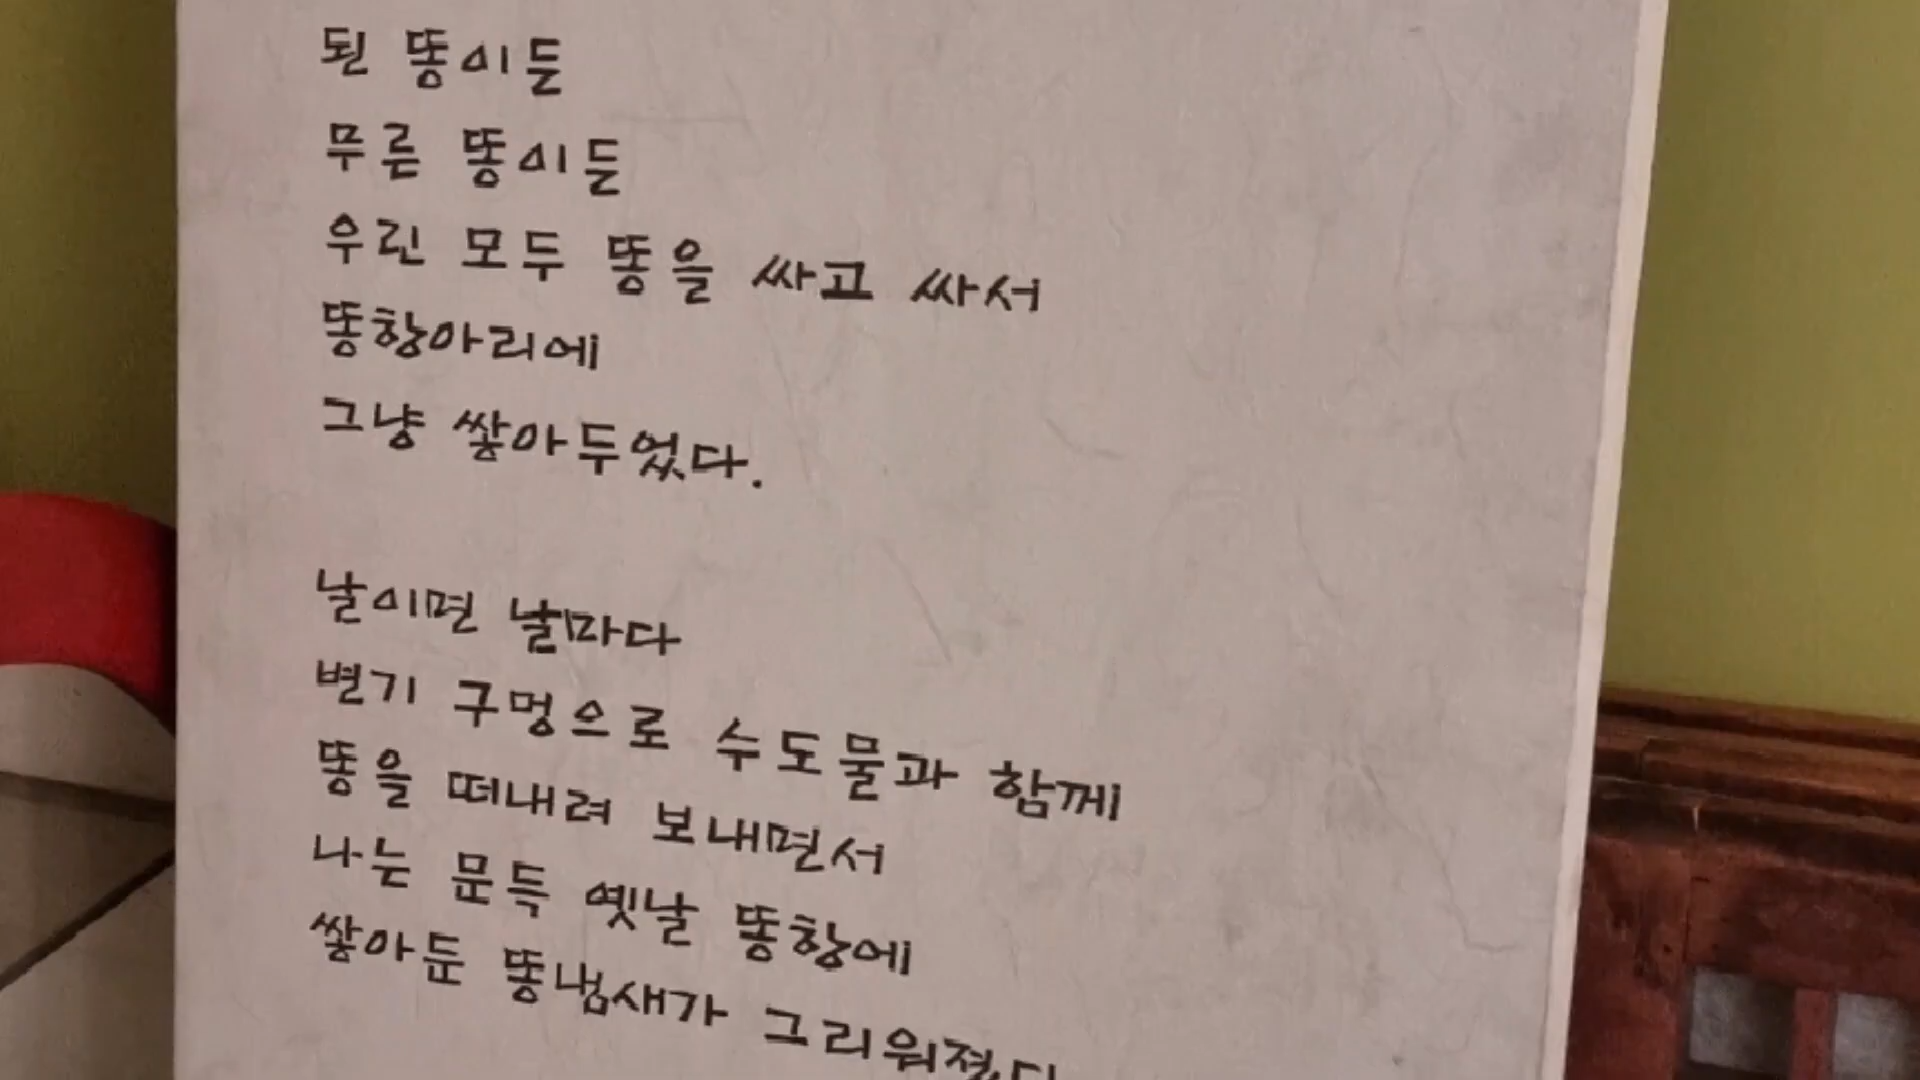 된 똥이든
무른 똥이든
우린 모두 똥을 싸고 싸서
똥항아리에
그냥 쌓아두었다.
날이면 날마다
변기 구멍으로 수도물과 함께
똥을 떠내려 보내면서
나는 문득 옛날 똥항에
쌓아둔 똥냄새가 그리워졌다